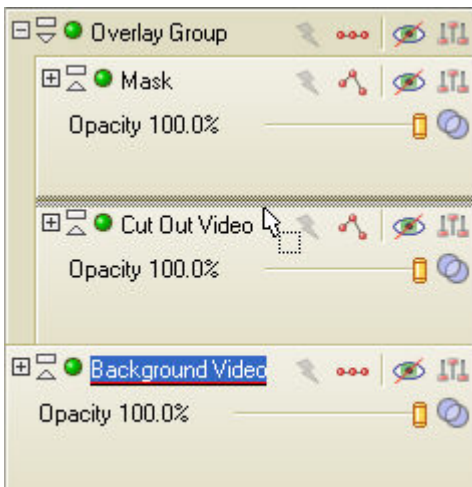 Overlay Group
Mask
Opacity 100.0%
Cut Out Video
Opacity 100.0%
Background Video
Opacity 100.0%